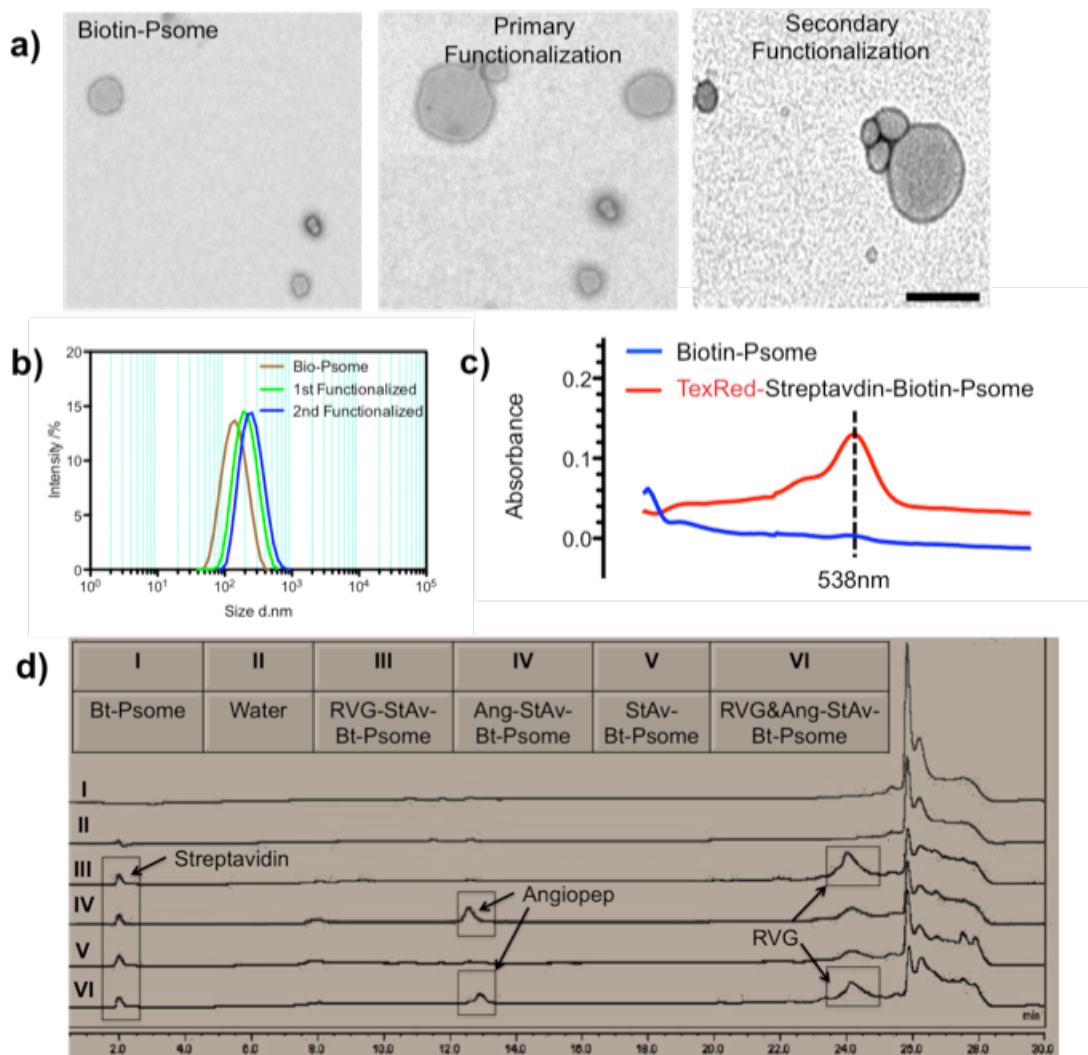 a)
Biotin-Psome
Primary
Functionalization
Secondary
Functionalization
b)
20
15
10
5
0
Intensity /%
Bio-Psome
1st Functionalized
2nd Functionalized
10⁰ 10¹ 10² 10³ 10⁴ 10⁵
Size d.nm
c)
Biotin-Psome
TexRed-Streptavdin-Biotin-Psome
0.2
0.1
0.0
Absorbance
538nm
d)
I II III IV V VI
Bt-Psome Water RVG-StAv- Ang-StAv- StAv- RVG&Ang-StAv-
Bt-Psome Bt-Psome Bt-Psome Bt-Psome
I
II
III
IV
V
VI
Streptavidin
Angiopep
RVG
min
2.0 4.0 6.0 8.0 10.0 12.0 14.0 16.0 18.0 20.0 22.0 24.0 26.0 28.0 30.0